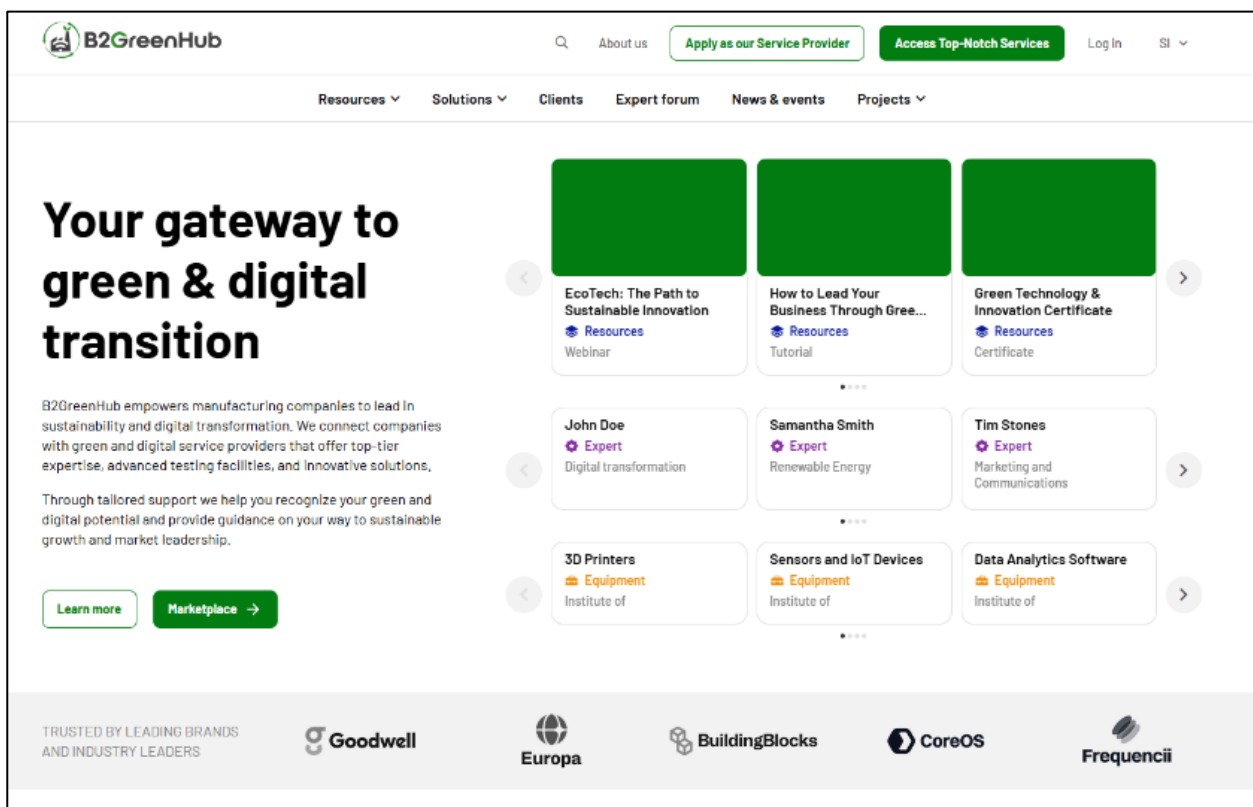 B2GreenHub
About us
Apply as our Service Provider
Access Top-Notch Services
Log In
SI
Resources
Solutions
Clients
Expert forum
News & events
Projects
Your gateway to
green & digital
transition
B2GreenHub empowers manufacturing companies to lead in
sustainability and digital transformation. We connect companies
with green and digital service providers that offer top-tier
expertise, advanced testing facilities, and innovative solutions.
Through tailored support we help you recognize your green and
digital potential and provide guidance on your way to sustainable
growth and market leadership.
Learn more
Marketplace →
EcoTech: The Path to
Sustainable Innovation
Resources
Webinar
How to Lead Your
Business Through Gree...
Resources
Tutorial
Green Technology &
Innovation Certificate
Resources
Certificate
John Doe
Expert
Digital transformation
Samantha Smith
Expert
Renewable Energy
Tim Stones
Expert
Marketing and
Communications
3D Printers
Equipment
Institute of
Sensors and IoT Devices
Equipment
Institute of
Data Analytics Software
Equipment
Institute of
TRUSTED BY LEADING BRANDS
AND INDUSTRY LEADERS
Goodwell
Europa
BuildingBlocks
CoreOS
Frequencii